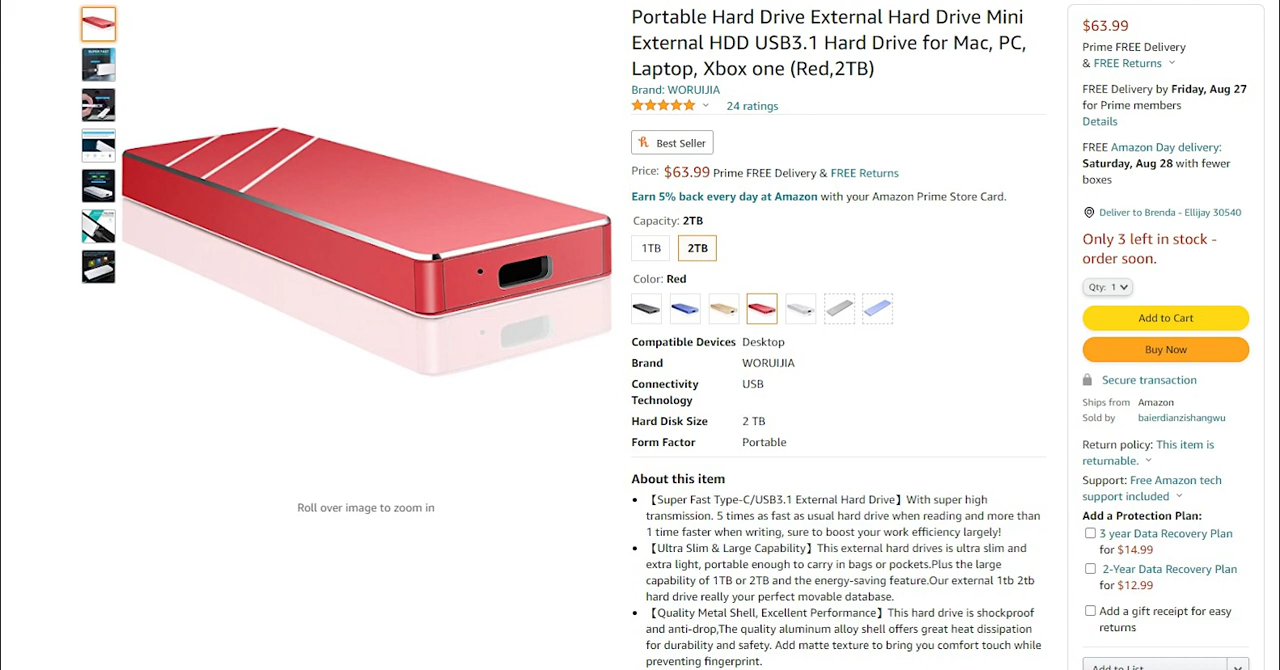 Portable Hard Drive External Hard Drive Mini
External HDD USB3.1 Hard Drive for Mac, PC,
Laptop, Xbox one (Red,2TB)
Brand: WORUIJIA
24 ratings
Best Seller
Price: $63.99 Prime FREE Delivery & FREE Returns
Earn 5% back every day at Amazon with your Amazon Prime Store Card.
Capacity: 2TB
1TB 2TB
Color: Red
Compatible Devices Desktop
Brand WORUIJIA
Connectivity USB
Technology
Hard Disk Size 2 TB
Form Factor Portable
About this item
• 【Super Fast Type-C/USB3.1 External Hard Drive】With super high
transmission. 5 times as fast as usual hard drive when reading and more than
1 time faster when writing, sure to boost your work efficiency largely!
• 【Ultra Slim & Large Capability】This external hard drives is ultra slim and
extra light, portable enough to carry in bags or pockets.Plus the large
capability of 1TB or 2TB and the energy-saving feature.Our external 1tb 2tb
hard drive really your perfect movable database.
• 【Quality Metal Shell, Excellent Performance】This hard drive is shockproof
and anti-drop,The quality aluminum alloy shell offers great heat dissipation
for durability and safety. Add matte texture to bring you comfort touch while
preventing fingerprint.
Roll over image to zoom in
$63.99
Prime FREE Delivery
& FREE Returns
FREE Delivery by Friday, Aug 27
for Prime members
Details
FREE Amazon Day delivery:
Saturday, Aug 28 with fewer
boxes
Deliver to Brenda - Ellijay 30540
Only 3 left in stock -
order soon.
Qty: 1
Add to Cart
Buy Now
Secure transaction
Ships from Amazon
Sold by baierdianzishangwu
Return policy: This item is
returnable.
Support: Free Amazon tech
support included
Add a Protection Plan:
3 year Data Recovery Plan
for $14.99
2-Year Data Recovery Plan
for $12.99
Add a gift receipt for easy
returns
Add to List